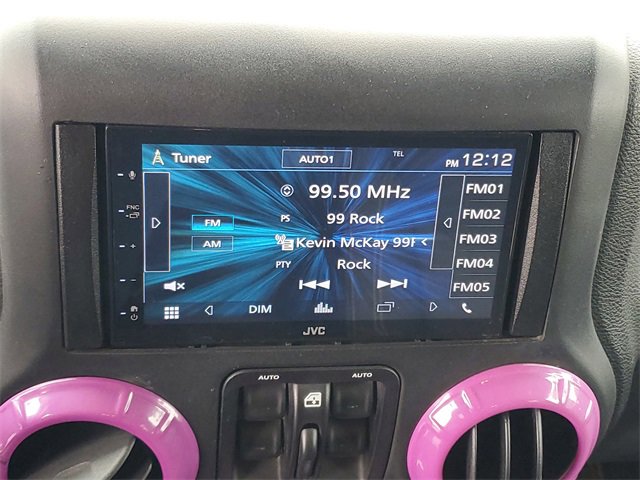 Tuner AUTO1 TEL PM 12:12
99.50 MHz FM01
FM PS 99 Rock FM02
FNC
AM Kevin McKay 99 FM03
PTY Rock FM04
FM05
DIM
JVC
AUTO AUTO